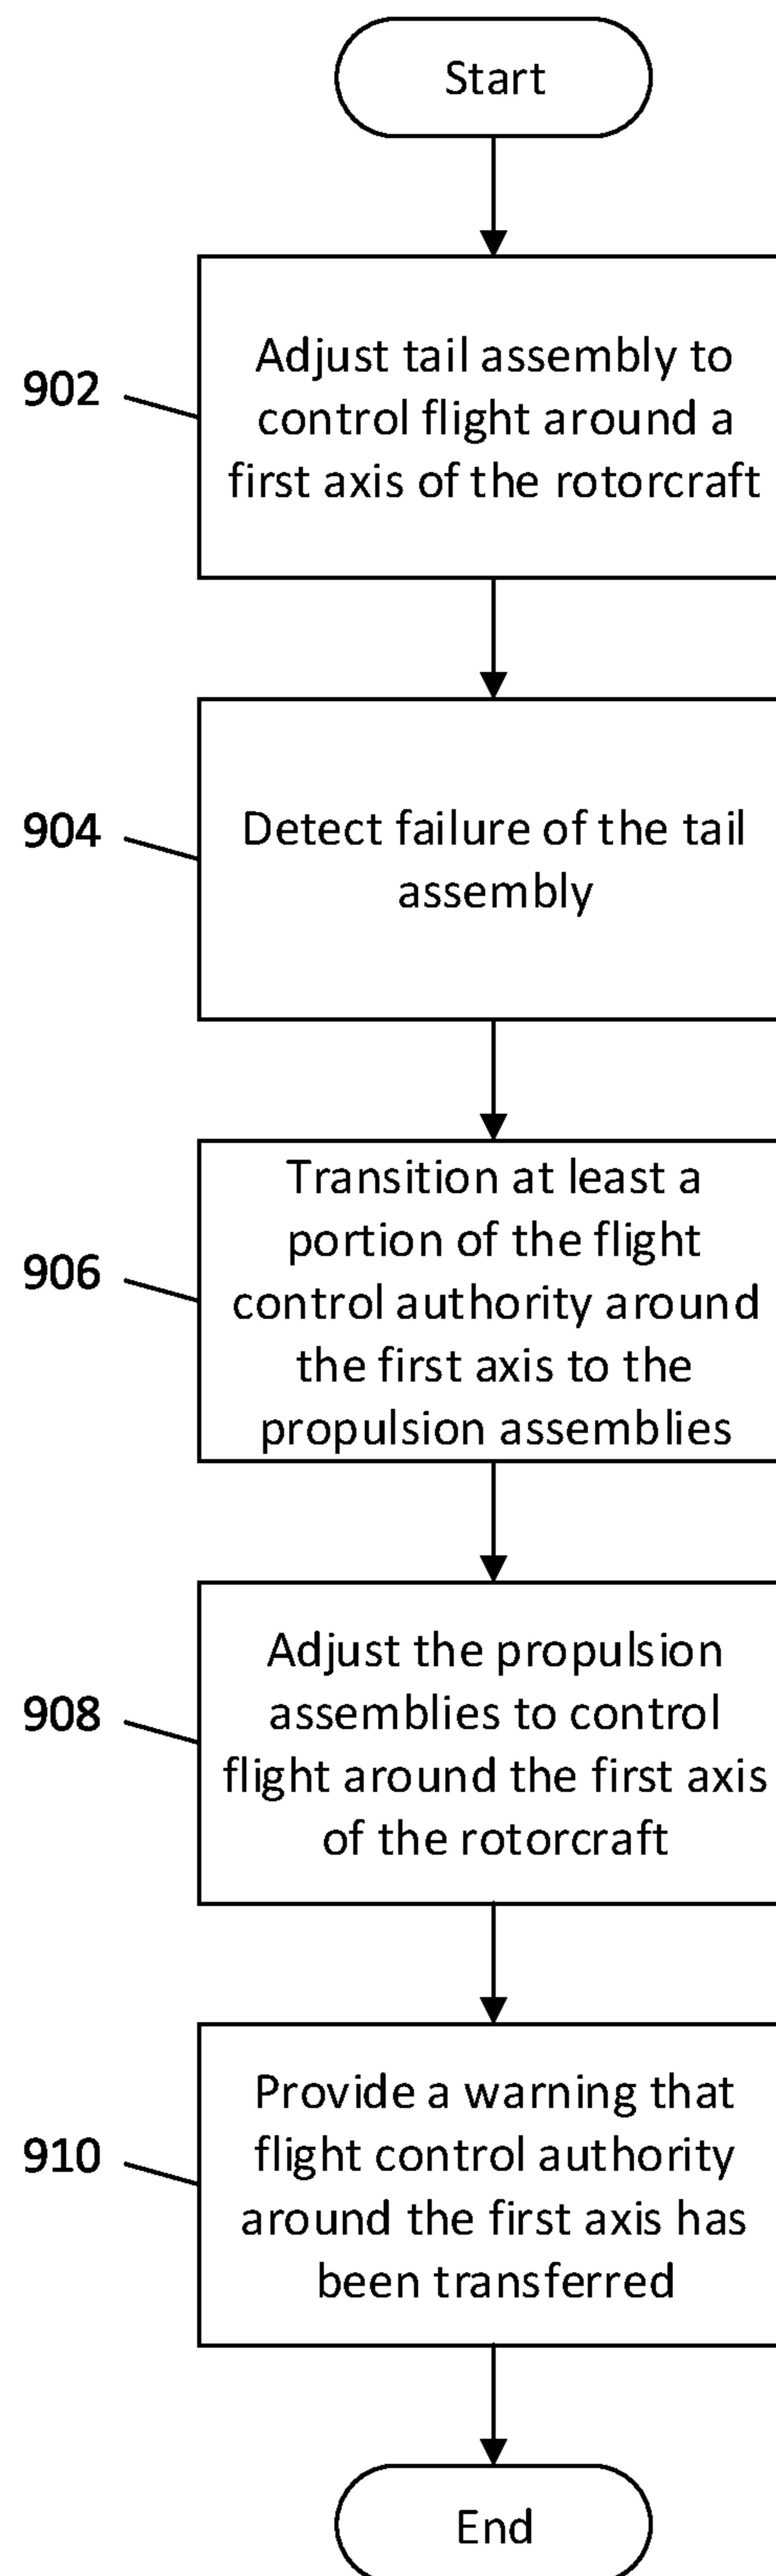 Start
902
Adjust tail assembly to
control flight around a
first axis of the rotorcraft
904
Detect failure of the tail
assembly
906
Transition at least a
portion of the flight
control authority around
the first axis to the
propulsion assemblies
908
Adjust the propulsion
assemblies to control
flight around the first axis
of the rotorcraft
910
Provide a warning that
flight control authority
around the first axis has
been transferred
End